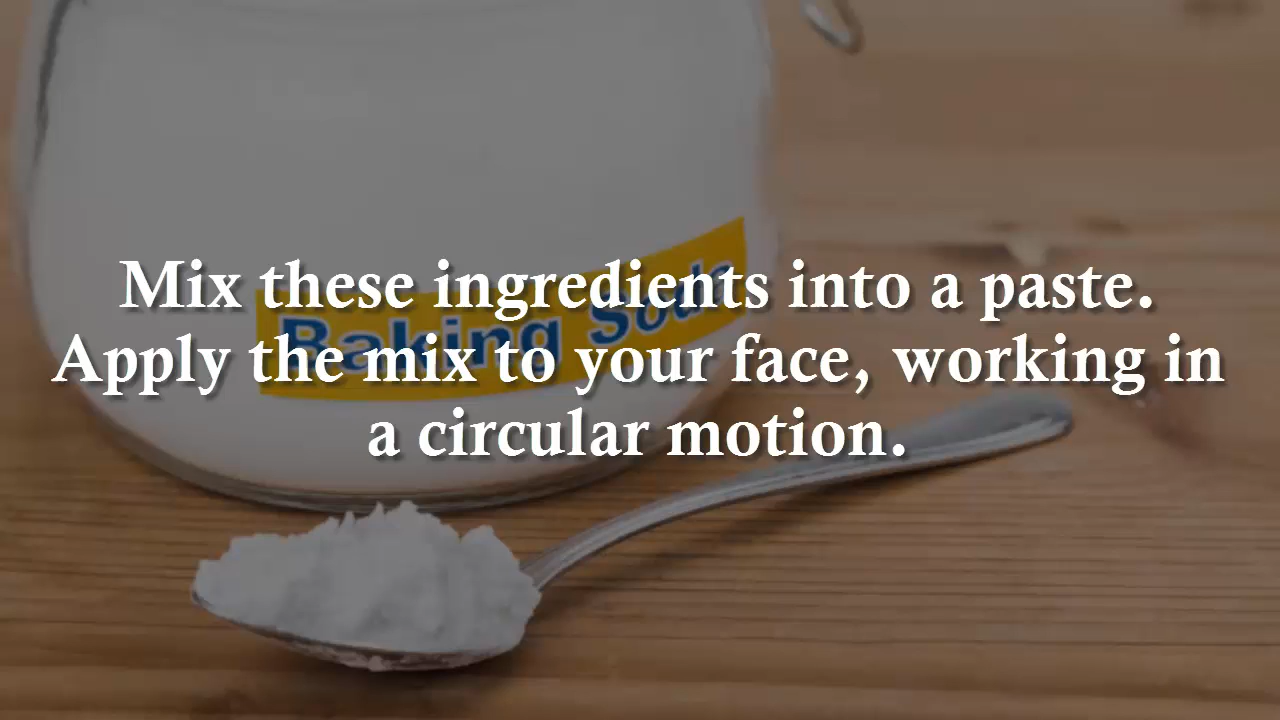 Mix these ingredients into a paste.
Apply the mix to your face, working in
a circular motion.
Baking Soda